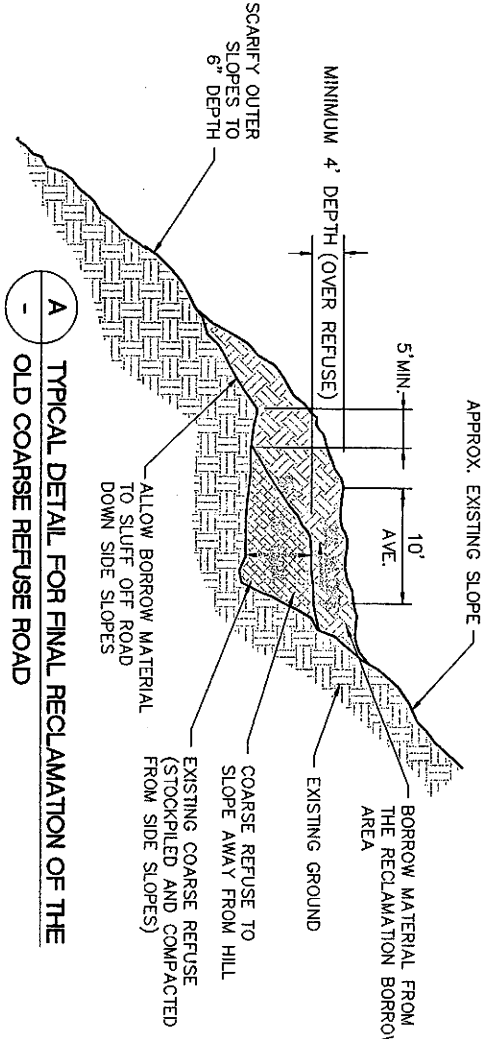 APPROX. EXISTING SLOPE
10'
AVE.
5' MIN.
MINIMUM 4' DEPTH (OVER REFUSE)
SCARIFY OUTER
SLOPES TO
6" DEPTH
BORROW MATERIAL FROM
THE RECLAMATION BORROW
AREA
EXISTING GROUND
COARSE REFUSE TO
SLOPE AWAY FROM HILL
EXISTING COARSE REFUSE
(STOCKPILED AND COMPACTED
FROM SIDE SLOPES)
ALLOW BORROW MATERIAL
TO SLUFF OFF ROAD
DOWN SIDE SLOPES
A
-
TYPICAL DETAIL FOR FINAL RECLAMATION OF THE
OLD COARSE REFUSE ROAD